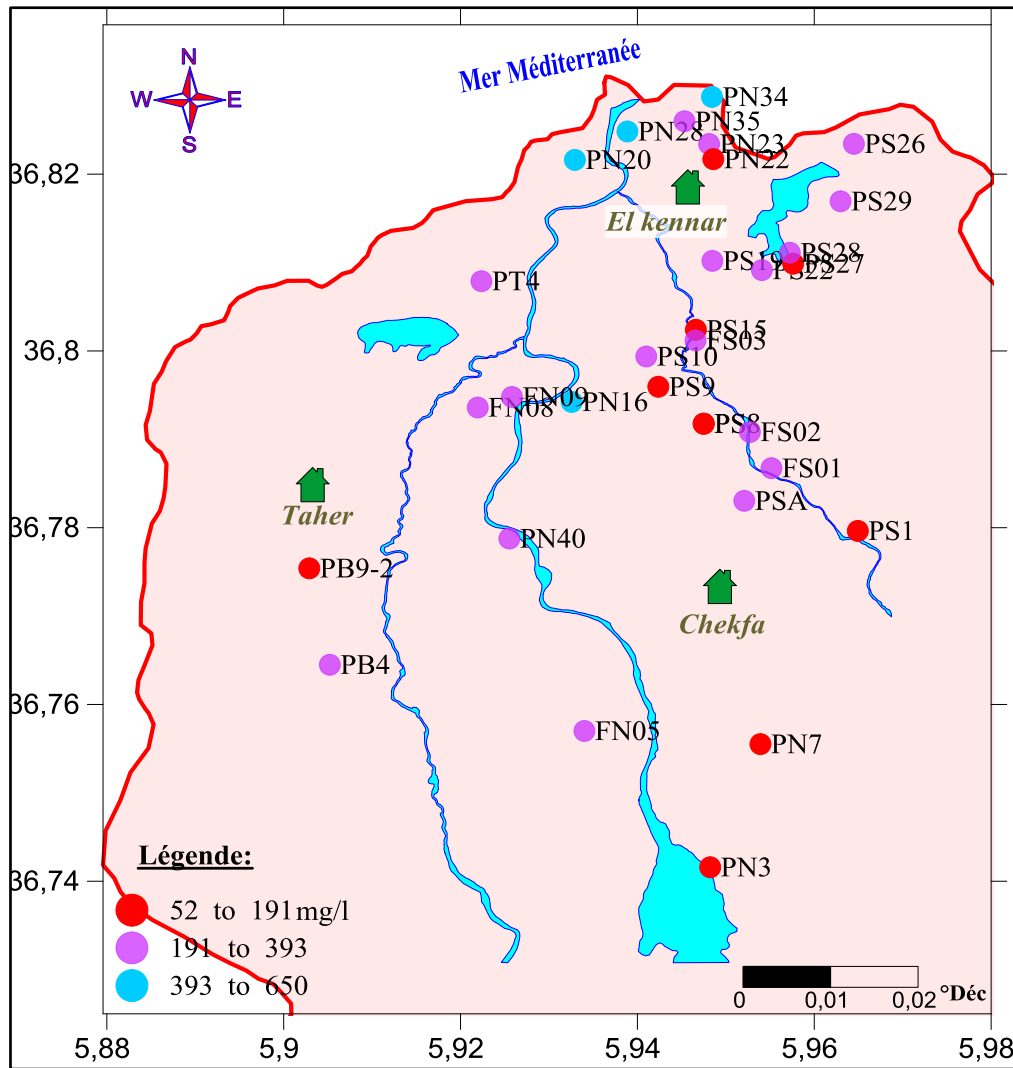 Mer Méditerranée
N
W E
S
PN34
PN35
PN28
PN23
PN22
PN20
PS26
36,82
PS29
El kennar
PS28
PS19
PS27
PS22
PT4
PS15
FS03
36,8
PS10
PS9
FN09
PN16
FN08
PS8
FS02
FS01
Taher
PSA
PS1
36,78
PN40
PB9-2
Chekfa
PB4
36,76
FN05
PN7
Légende:
PN3
36,74
52 to 191mg/l
191 to 393
393 to 650
0 0,01 0,02 °Déc
5,88 5,9 5,92 5,94 5,96 5,98